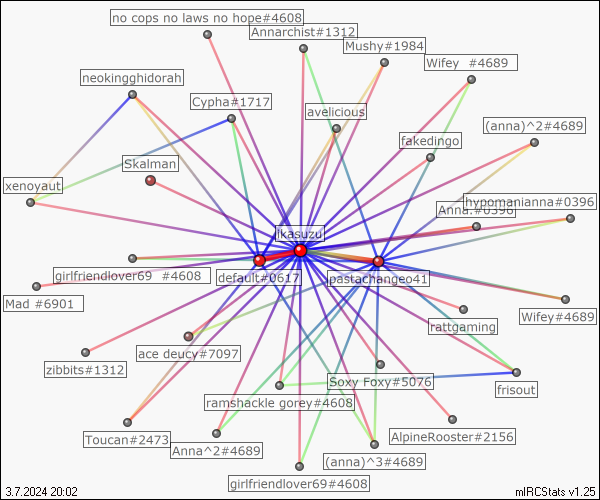 no cops no laws no hope#4608
Annarchist#1312
Mushy#1984
Wifey #4689
neokingghidorah
Cypha#1717
avelicious
(anna)^2#4689
fakedingo
Skalman
xenoyaut
hypomanianna#0396
Anna.#0396
ikasuzu
girlfriendlover69 #4608
default#0617
pastachangeo41
Mad #6901
Wifey#4689
rattgaming
ace deucy#7097
zibbits#1312
Soxy Foxy#5076
frisout
ramshackle gorey#4608
Toucan#2473
AlpineRooster#2156
Anna^2#4689
(anna)^3#4689
girlfriendlover69#4608
3.7.2024 20:02
mIRCStats v1.25